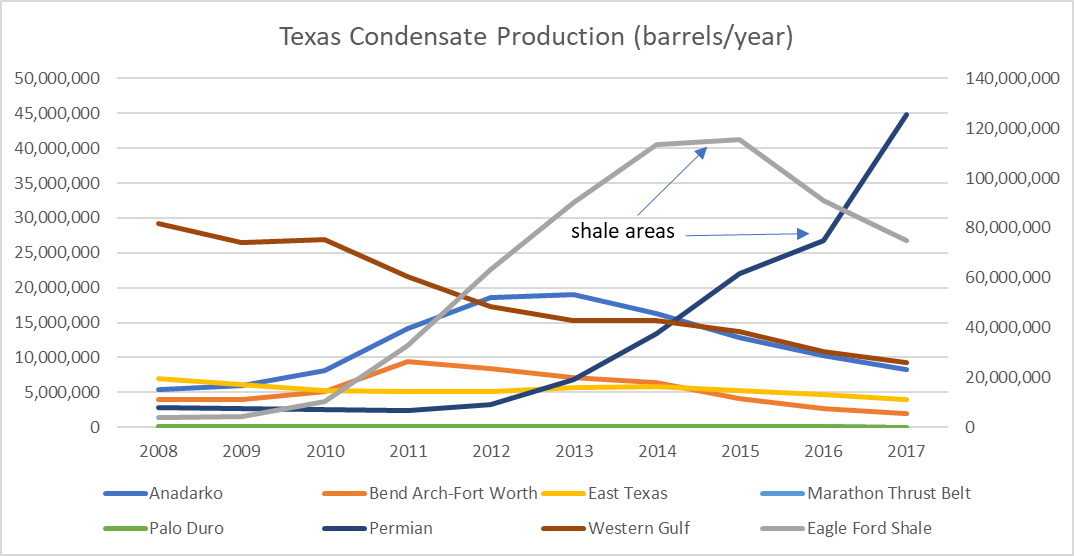 Texas Condensate Production (barrels/year)
50,000,000 140,000,000
45,000,000 120,000,000
40,000,000
35,000,000 100,000,000
30,000,000 80,000,000
shale areas
25,000,000
20,000,000 60,000,000
15,000,000 40,000,000
10,000,000
5,000,000 20,000,000
0 0
2008 2009 2010 2011 2012 2013 2014 2015 2016 2017
Anadarko Bend Arch-Fort Worth East Texas Marathon Thrust Belt
Palo Duro Permian Western Gulf Eagle Ford Shale